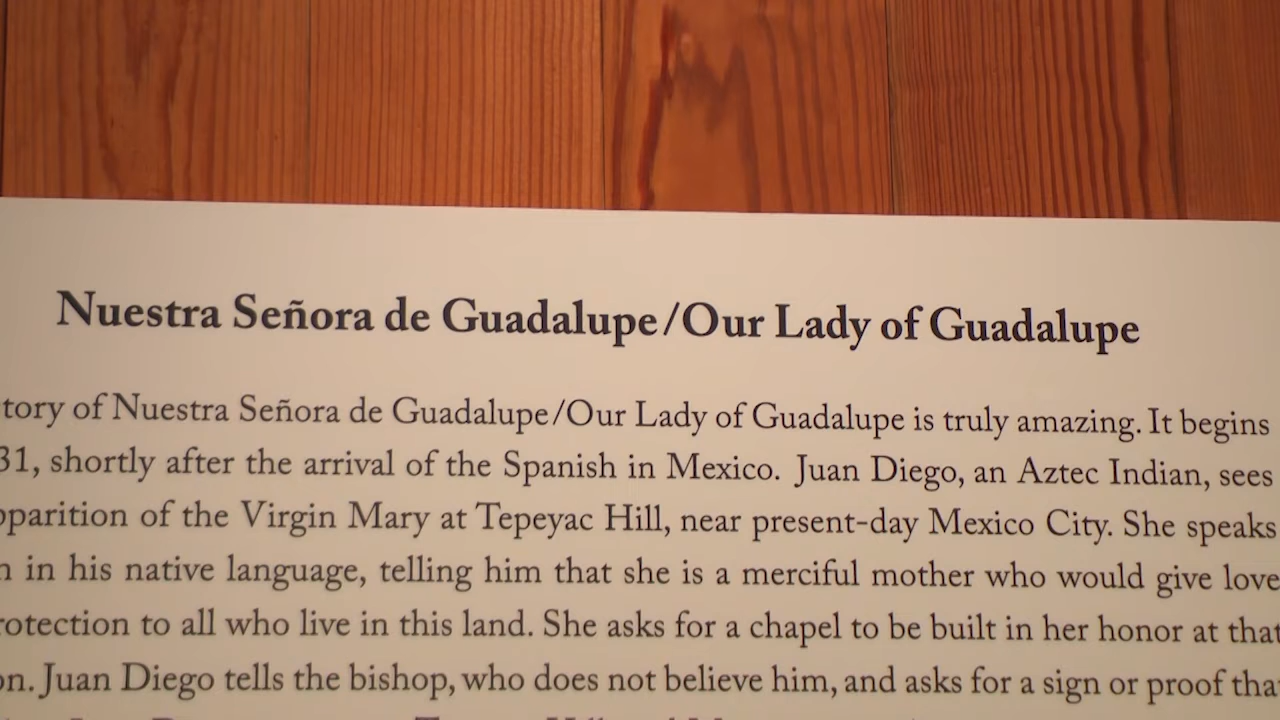 Nuestra Señora de Guadalupe/Our Lady of Guadalupe
tory of Nuestra Señora de Guadalupe/Our Lady of Guadalupe is truly amazing. It begins
31, shortly after the arrival of the Spanish in Mexico. Juan Diego, an Aztec Indian, sees
pparition of the Virgin Mary at Tepeyac Hill, near present-day Mexico City. She speaks
in his native language, telling him that she is a merciful mother who would give love
rotection to all who live in this land. She asks for a chapel to be built in her honor at that
on. Juan Diego tells the bishop, who does not believe him, and asks for a sign or proof tha